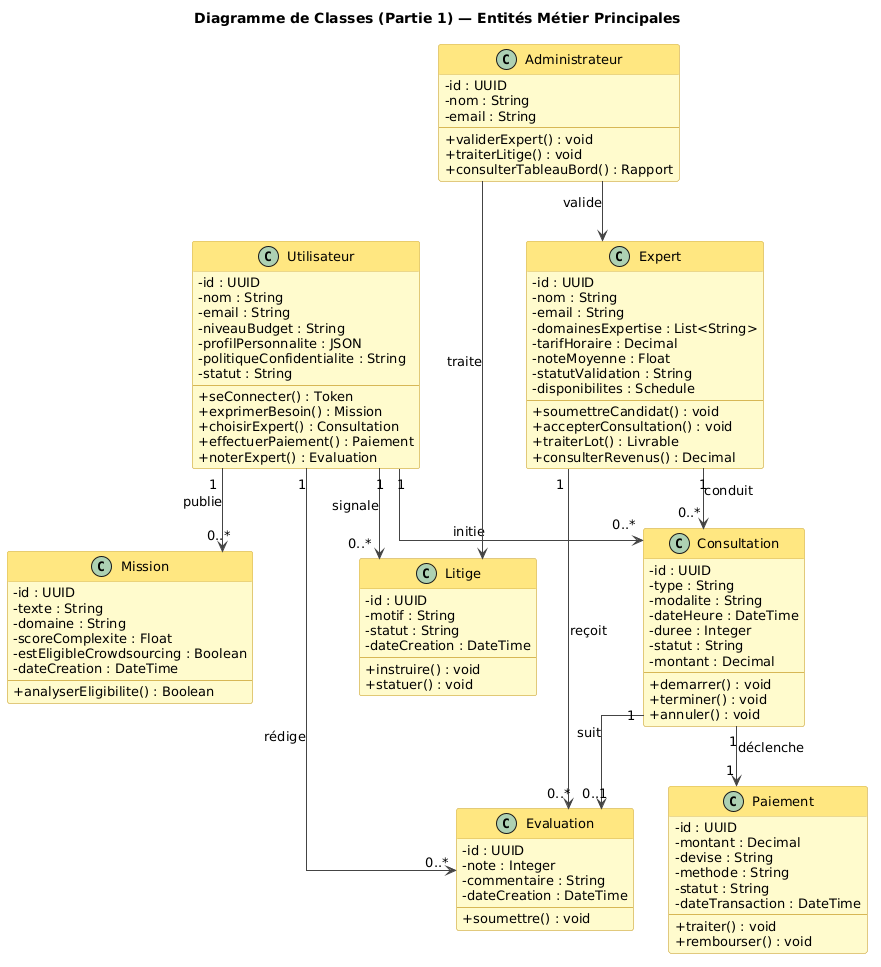 Diagramme de Classes (Partie 1) — Entités Métier Principales
C Administrateur
-id : UUID
-nom : String
-email : String
+validerExpert() : void
+traiterLitige() : void
+consulterTableauBord() : Rapport
valide
C Utilisateur
-id : UUID
-nom : String
-email : String
-niveauBudget : String
-profilPersonnalite : JSON
-politiqueConfidentialite : String
-statut : String
+seConnecter() : Token
+exprimerBesoin() : Mission
+choisirExpert() : Consultation
+effectuerPaiement() : Paiement
+noterExpert() : Evaluation
traite
C Expert
-id : UUID
-nom : String
-email : String
-domainesExpertise : List<String>
-tarifHoraire : Decimal
-noteMoyenne : Float
-statutValidation : String
-disponibilites : Schedule
+soumettreCandidat() : void
+accepterConsultation() : void
+traiterLot() : Livrable
+consulterRevenus() : Decimal
1
publie
0..*
1
1
signale
0..*
1
initie
0..*
1
1
conduit
0..*
C Mission
-id : UUID
-texte : String
-domaine : String
-scoreComplexite : Float
-estEligibleCrowdsourcing : Boolean
-dateCreation : DateTime
+analyserEligibilite() : Boolean
C Litige
-id : UUID
-motif : String
-statut : String
-dateCreation : DateTime
+instruire() : void
+statuer() : void
C Consultation
-id : UUID
-type : String
-modalite : String
-dateHeure : DateTime
-duree : Integer
-statut : String
-montant : Decimal
+demarrer() : void
+terminer() : void
+annuler() : void
reçoit
rédige
1
suit
1
déclenche
1
0..*
0..1
0..*
C Evaluation
-id : UUID
-note : Integer
-commentaire : String
-dateCreation : DateTime
+soumettre() : void
C Paiement
-id : UUID
-montant : Decimal
-devise : String
-methode : String
-statut : String
-dateTransaction : DateTime
+traiter() : void
+rembourser() : void